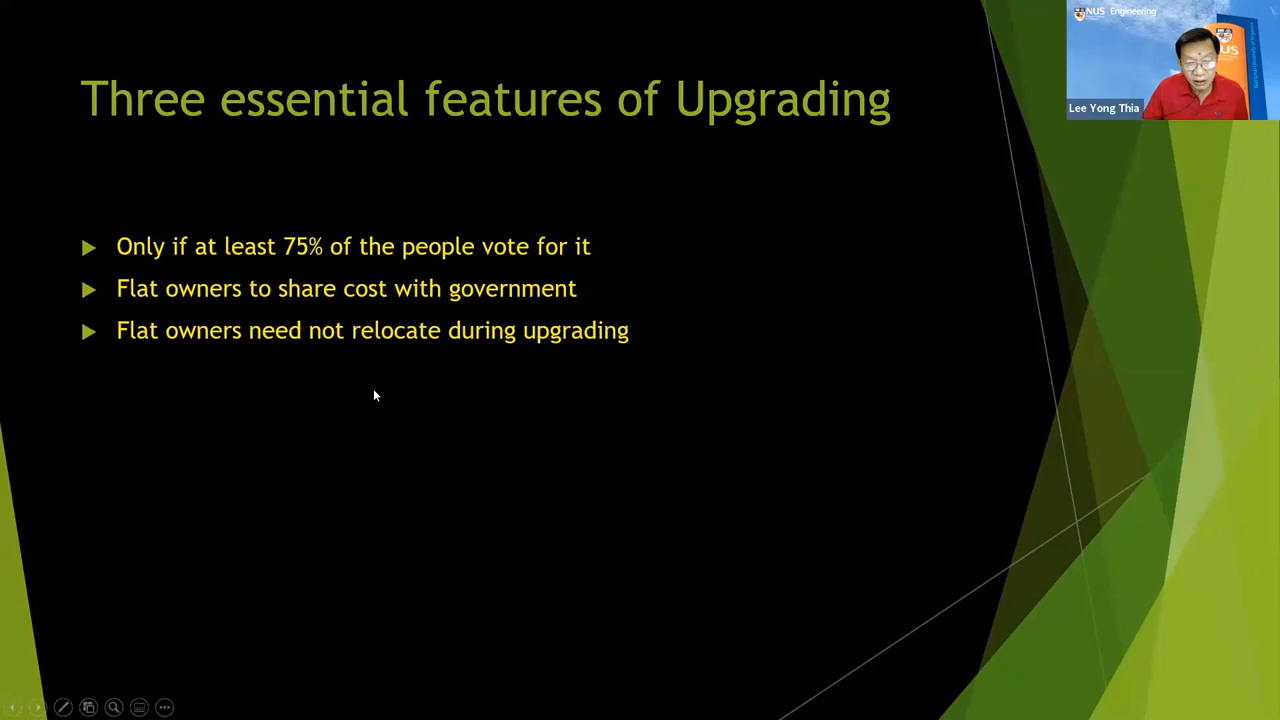 Three essential features of Upgrading
Only if at least 75% of the people vote for it
Flat owners to share cost with government
Flat owners need not relocate during upgrading
NUS Engineering
US
Lee Yong Thia